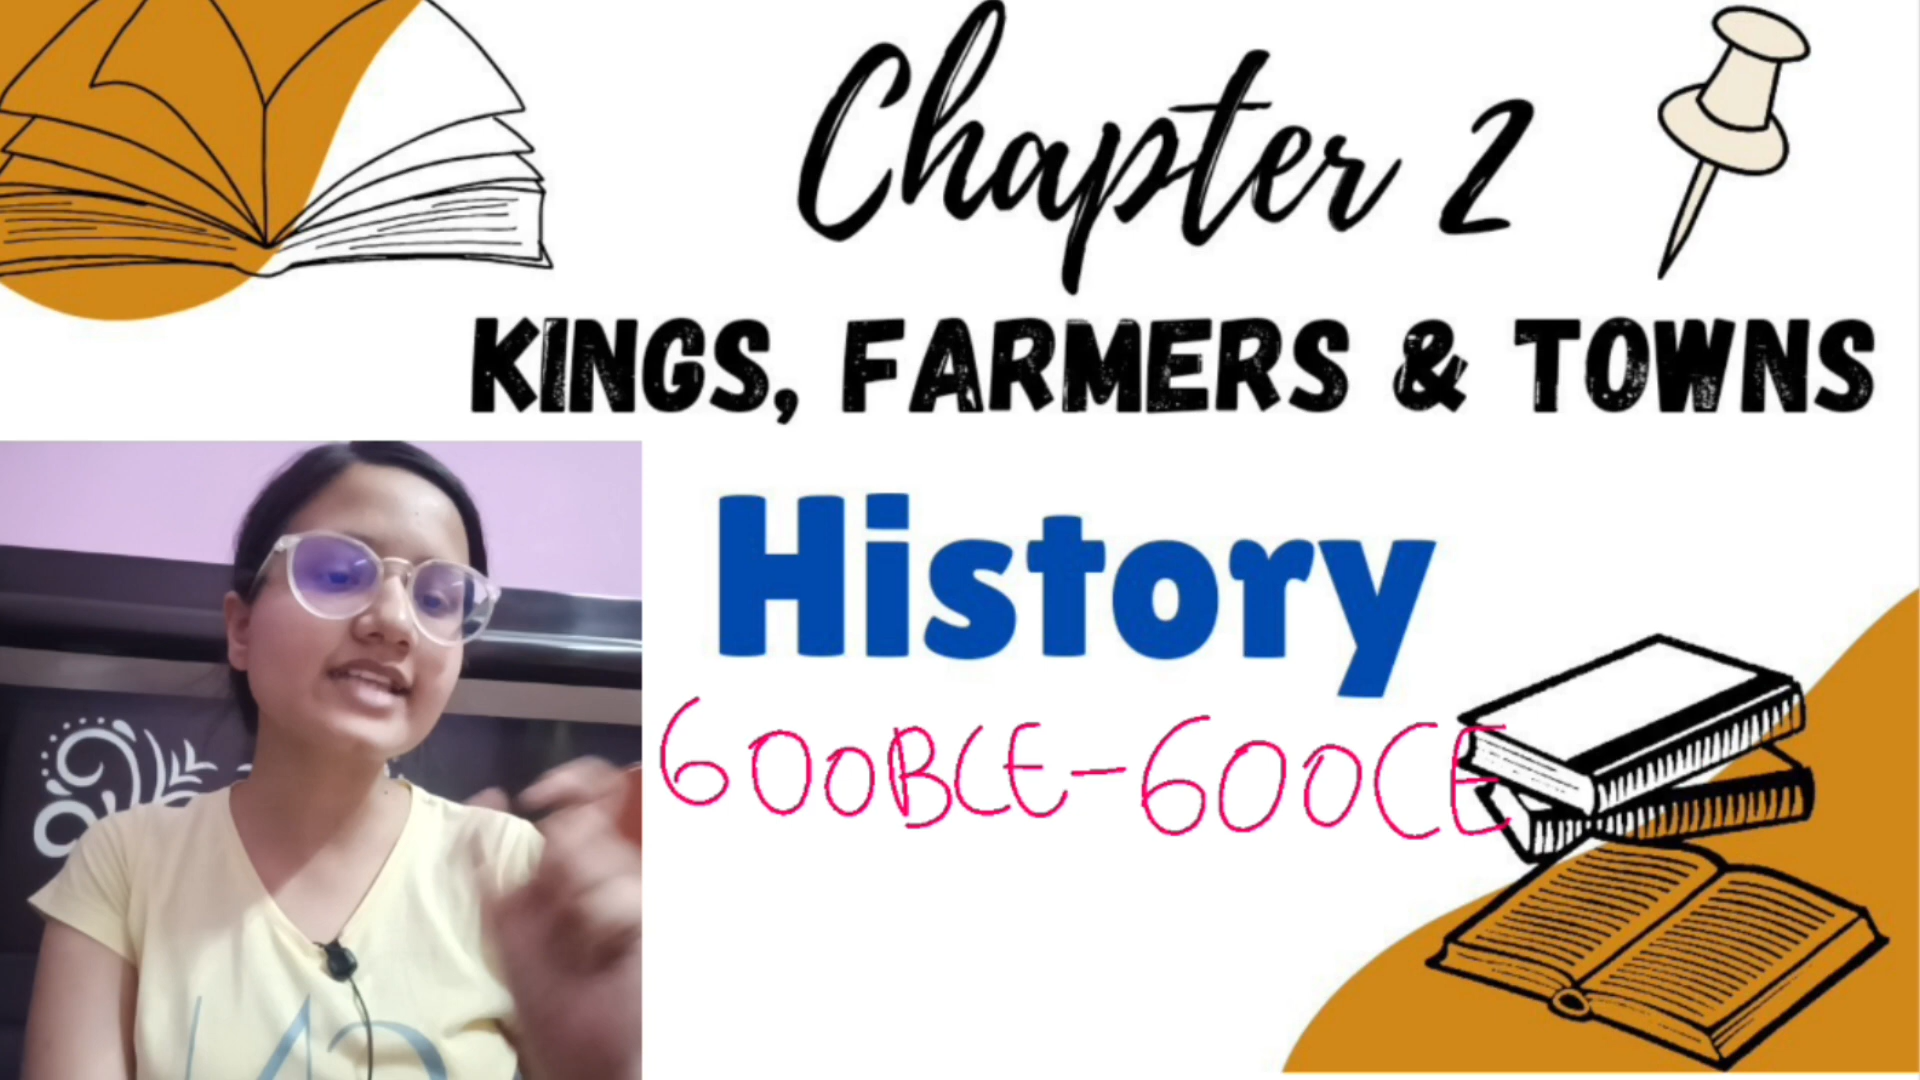 Chapter 2
KINGS, FARMERS & TOWNS
History
600BCE-600CE